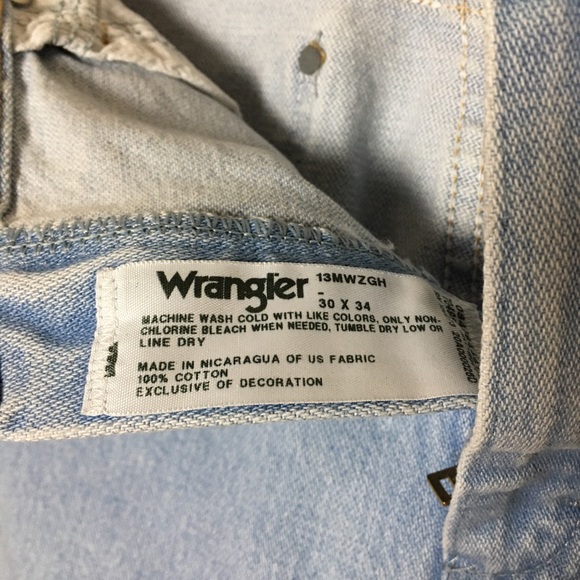 Wrangler 13MWZGH
-
30 X 34
MACHINE WASH COLD WITH LIKE COLORS, ONLY NON-
CHLORINE BLEACH WHEN NEEDED, TUMBLE DRY LOW OR
LINE DRY
MADE IN NICARAGUA OF US FABRIC
100% COTTON
EXCLUSIVE OF DECORATION